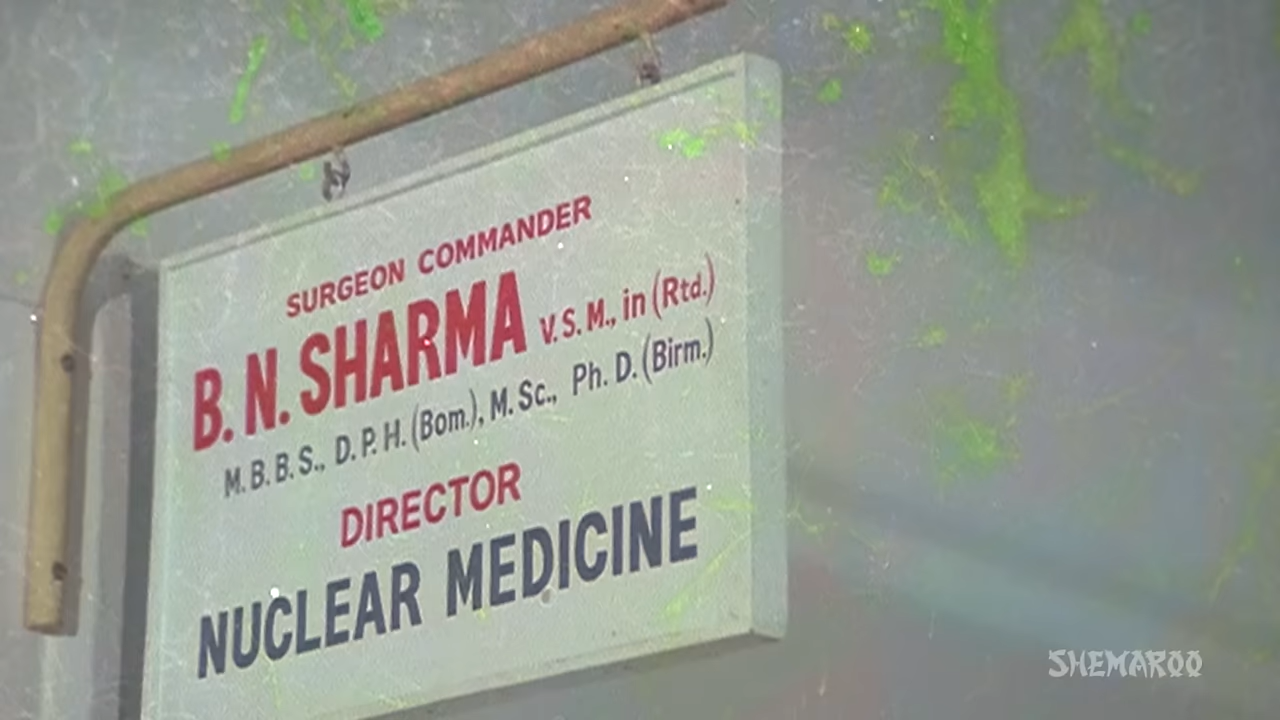 SURGEON COMMANDER
B. N. SHARMA V. S. M., in (Rtd.)
M. B. B. S., D. P. H. (Bom.), M. Sc., Ph. D. (Birm.)
DIRECTOR
NUCLEAR MEDICINE
SHEMAROO